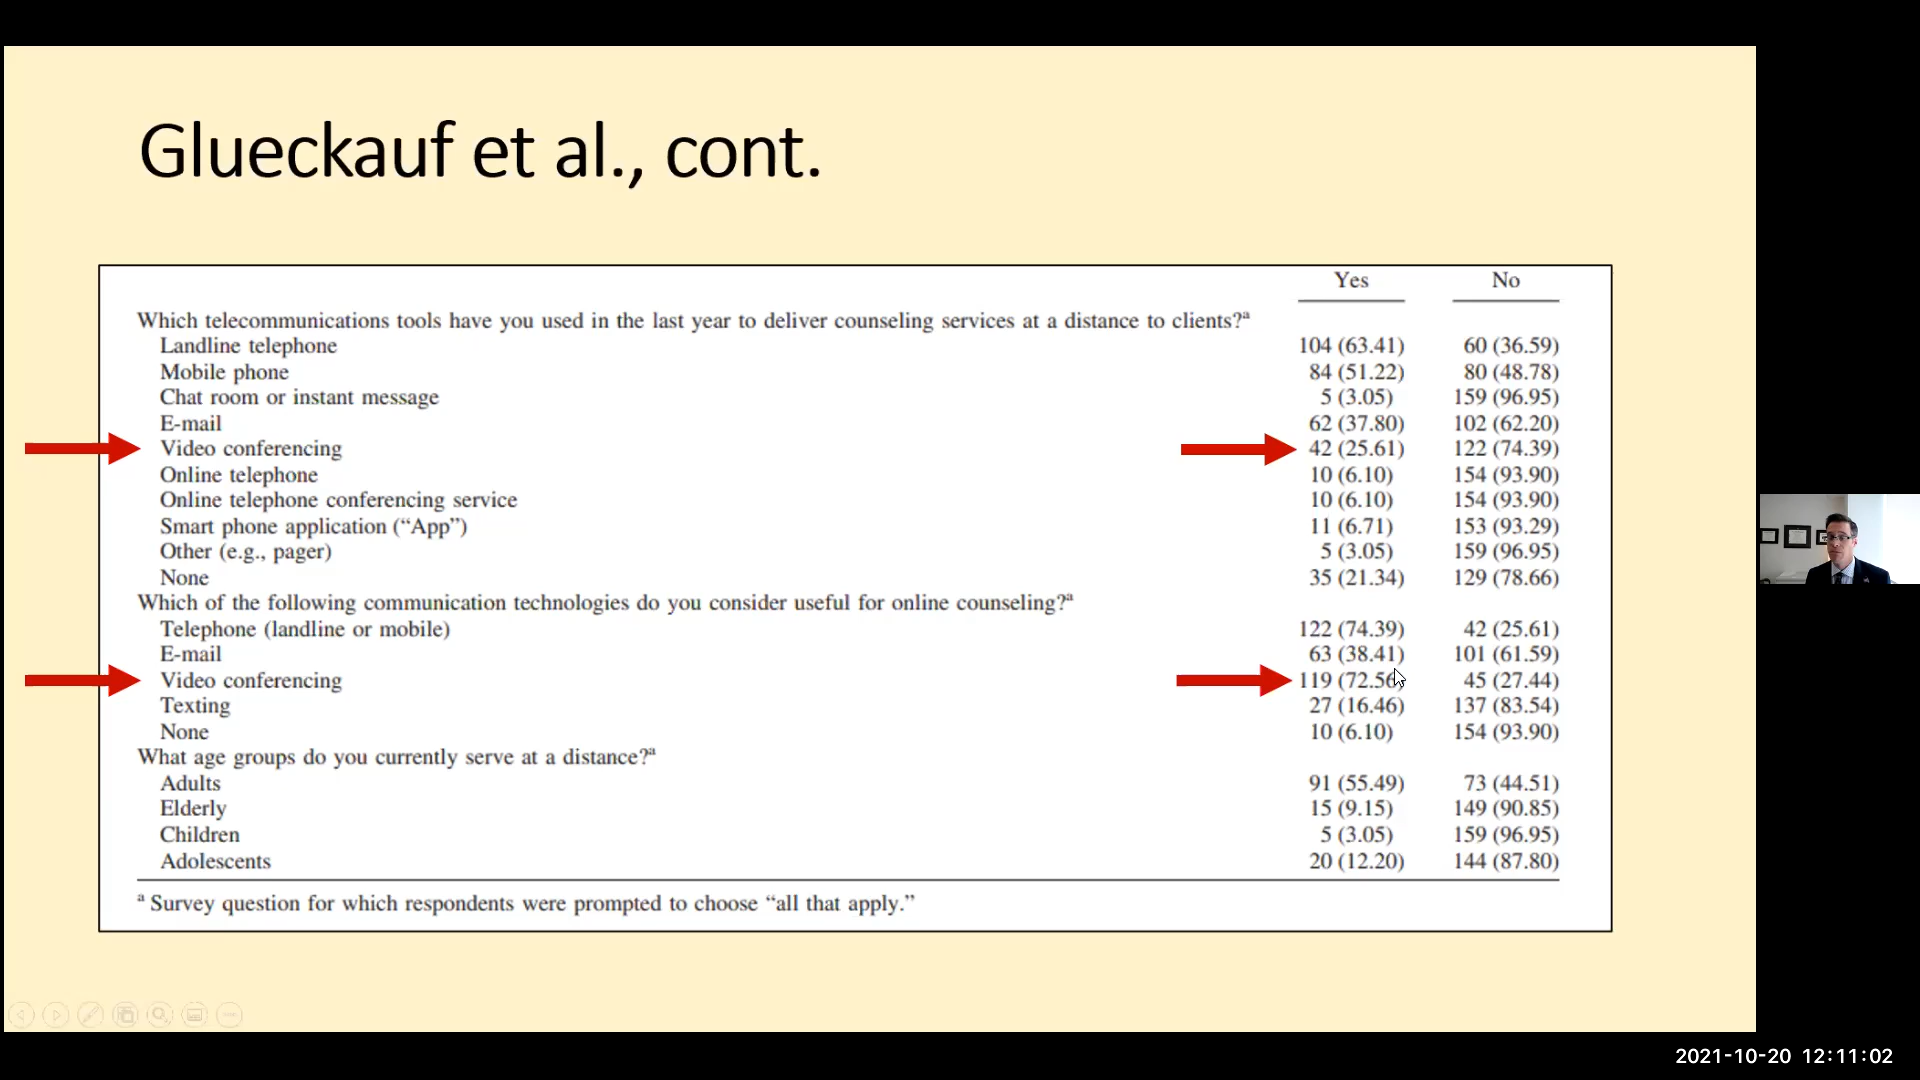 Glueckauf et al., cont.
Yes No
Which telecommunications tools have you used in the last year to deliver counseling services at a distance to clients?ᵃ
Landline telephone 104 (63.41) 60 (36.59)
Mobile phone 84 (51.22) 80 (48.78)
Chat room or instant message 5 (3.05) 159 (96.95)
E-mail 62 (37.80) 102 (62.20)
Video conferencing 42 (25.61) 122 (74.39)
Online telephone 10 (6.10) 154 (93.90)
Online telephone conferencing service 10 (6.10) 154 (93.90)
Smart phone application (“App”) 11 (6.71) 153 (93.29)
Other (e.g., pager) 5 (3.05) 159 (96.95)
None 35 (21.34) 129 (78.66)
Which of the following communication technologies do you consider useful for online counseling?ᵃ
Telephone (landline or mobile) 122 (74.39) 42 (25.61)
E-mail 63 (38.41) 101 (61.59)
Video conferencing 119 (72.56) 45 (27.44)
Texting 27 (16.46) 137 (83.54)
None 10 (6.10) 154 (93.90)
What age groups do you currently serve at a distance?ᵃ
Adults 91 (55.49) 73 (44.51)
Elderly 15 (9.15) 149 (90.85)
Children 5 (3.05) 159 (96.95)
Adolescents 20 (12.20) 144 (87.80)
ᵃ Survey question for which respondents were prompted to choose “all that apply.”
2021-10-20 12:11:02